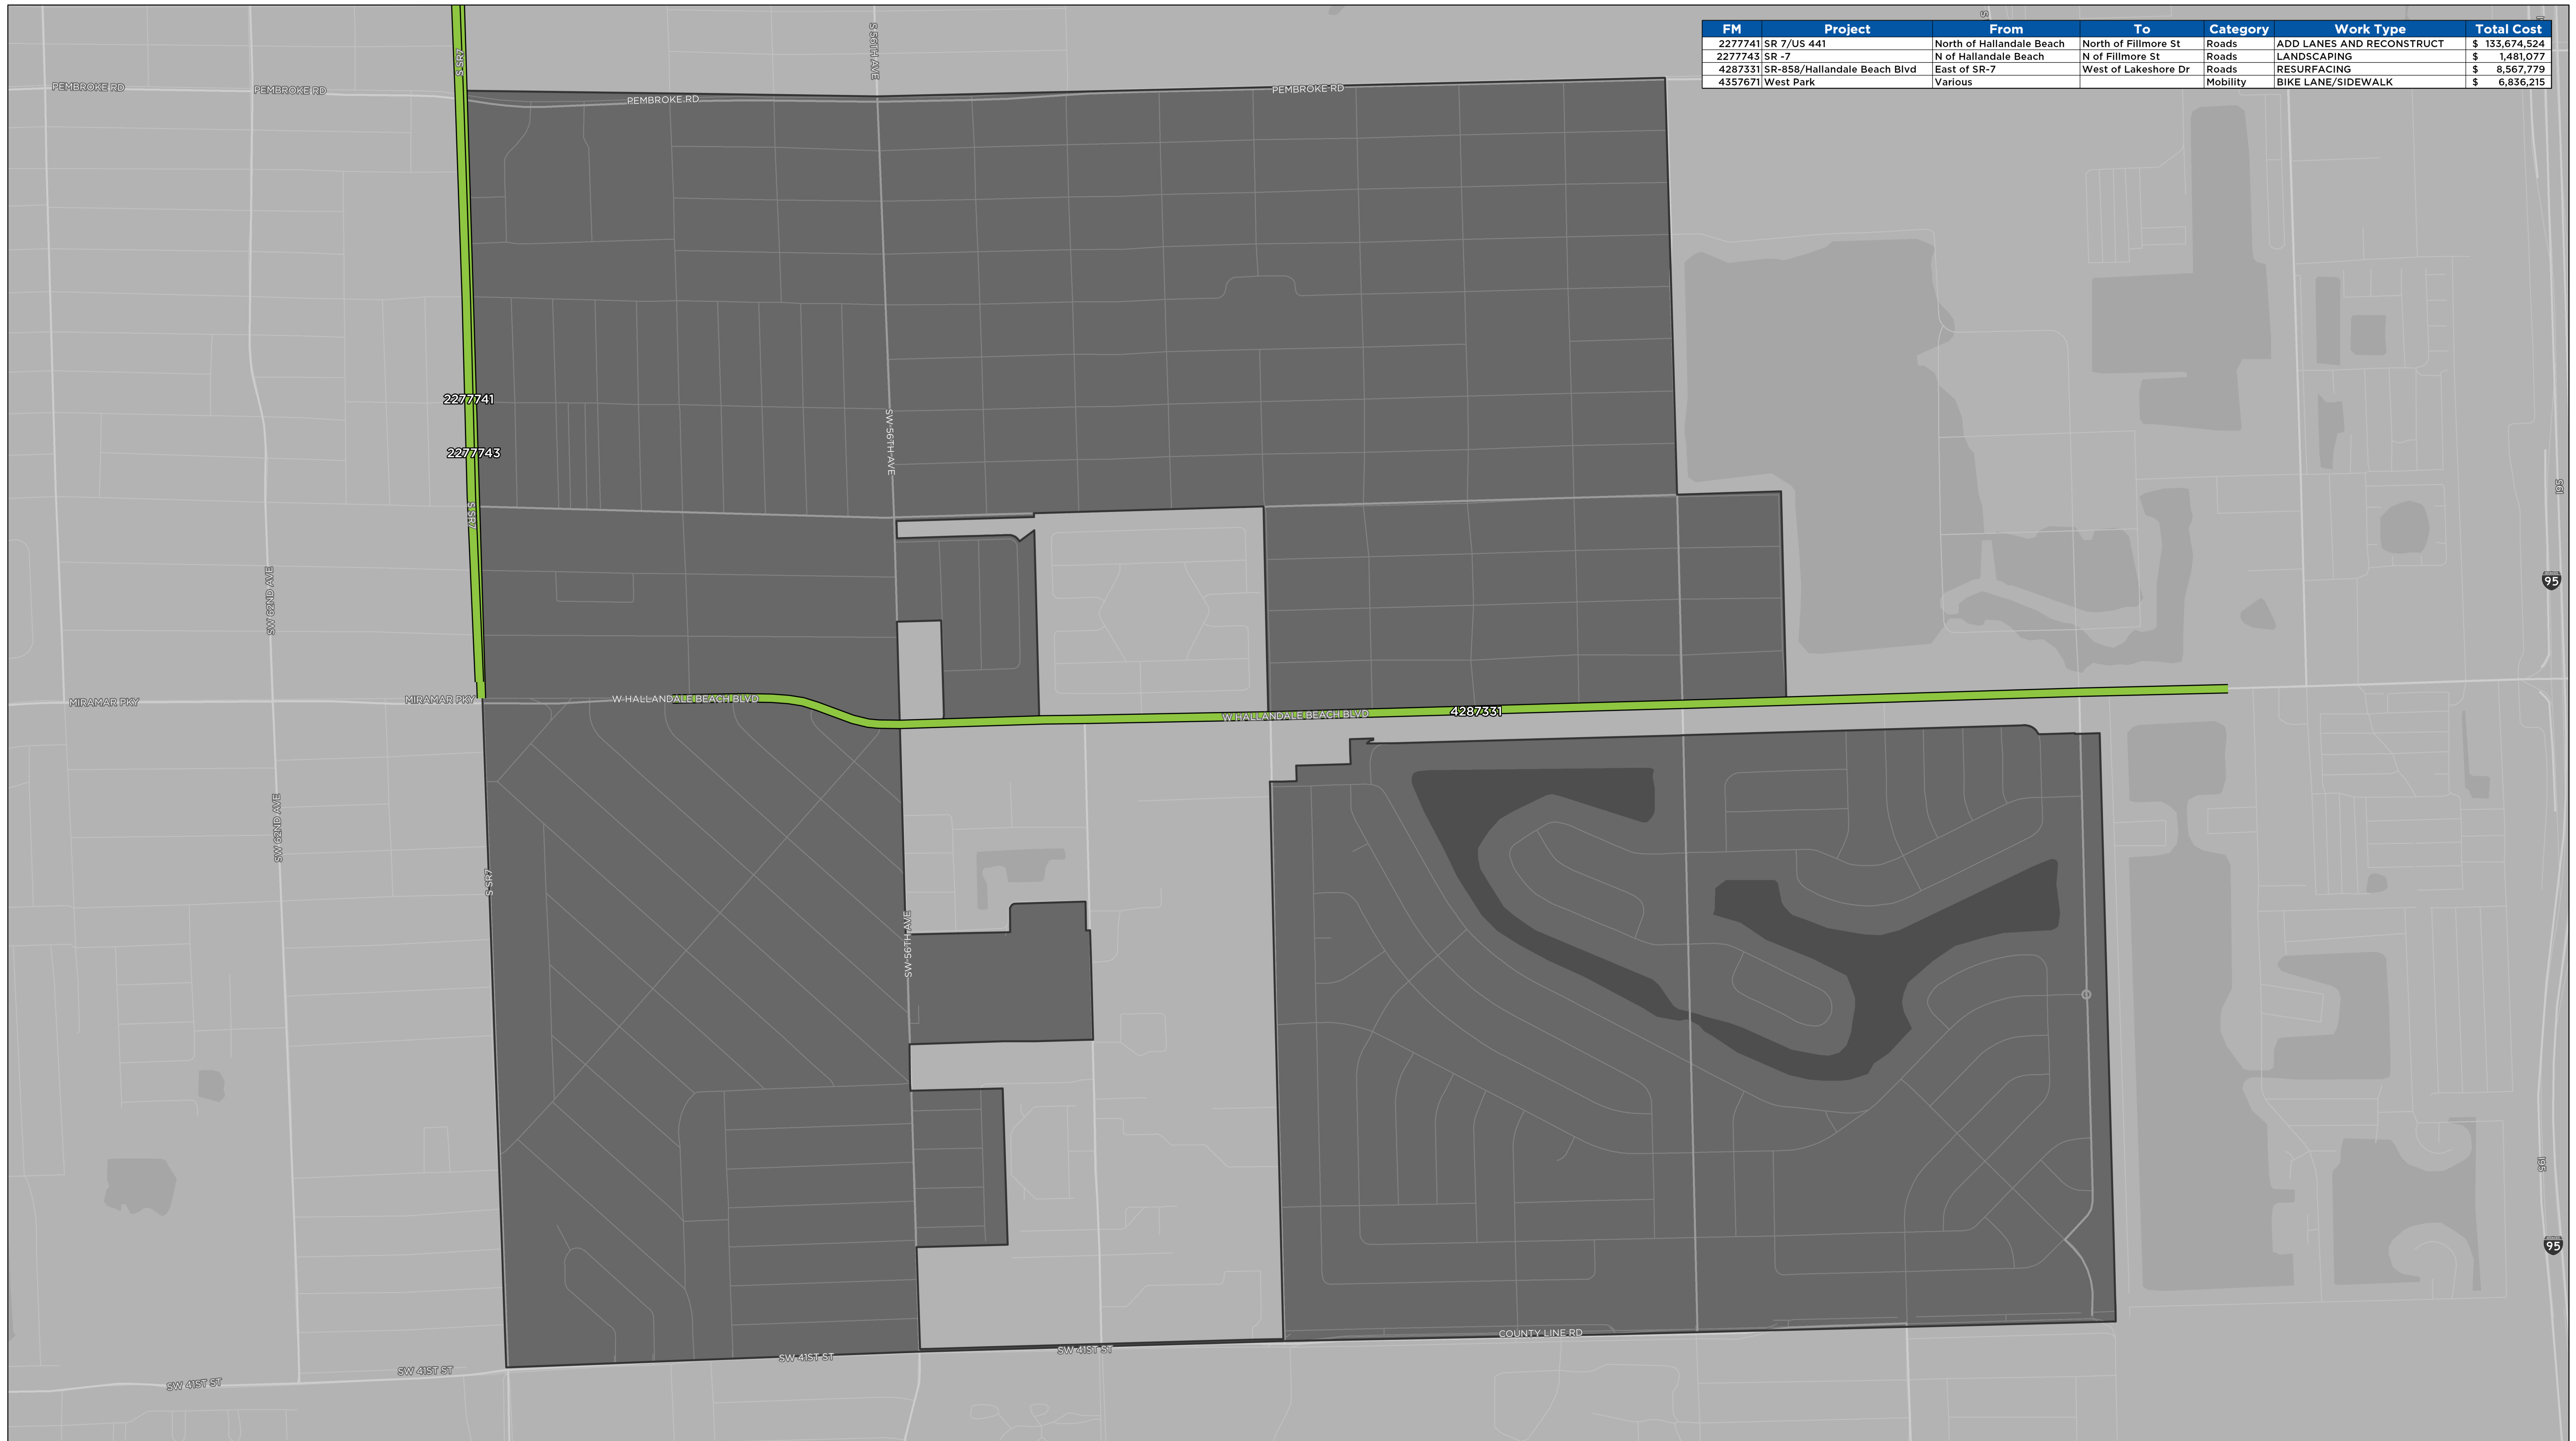 FM Project From To Category Work Type Total Cost
2277741 SR 7/US 441 North of Hallandale Beach North of Fillmore St Roads ADD LANES AND RECONSTRUCT $ 133,674,524
2277743 SR -7 N of Hallandale Beach N of Fillmore St Roads LANDSCAPING $ 1,481,077
4287331 SR-858/Hallandale Beach Blvd East of SR-7 West of Lakeshore Dr Roads RESURFACING $ 8,567,779
4357671 West Park Various Mobility BIKE LANE/SIDEWALK $ 6,836,215
S
S SR7
S 56TH AVE
PEMBROKE RD
PEMBROKE RD
PEMBROKE RD
PEMBROKE RD
2277741
SW 56TH AVE
2277743
S SR7
I95
95
SW 62ND AVE
MIRAMAR PKY
MIRAMAR PKY
W HALLANDALE BEACH BLVD
W HALLANDALE BEACH BLVD
4287331
SW 62ND AVE
S SR7
SW 56TH AVE
I95
95
COUNTY LINE RD
SW 41ST ST
SW 41ST ST
SW 41ST ST
SW 41ST ST